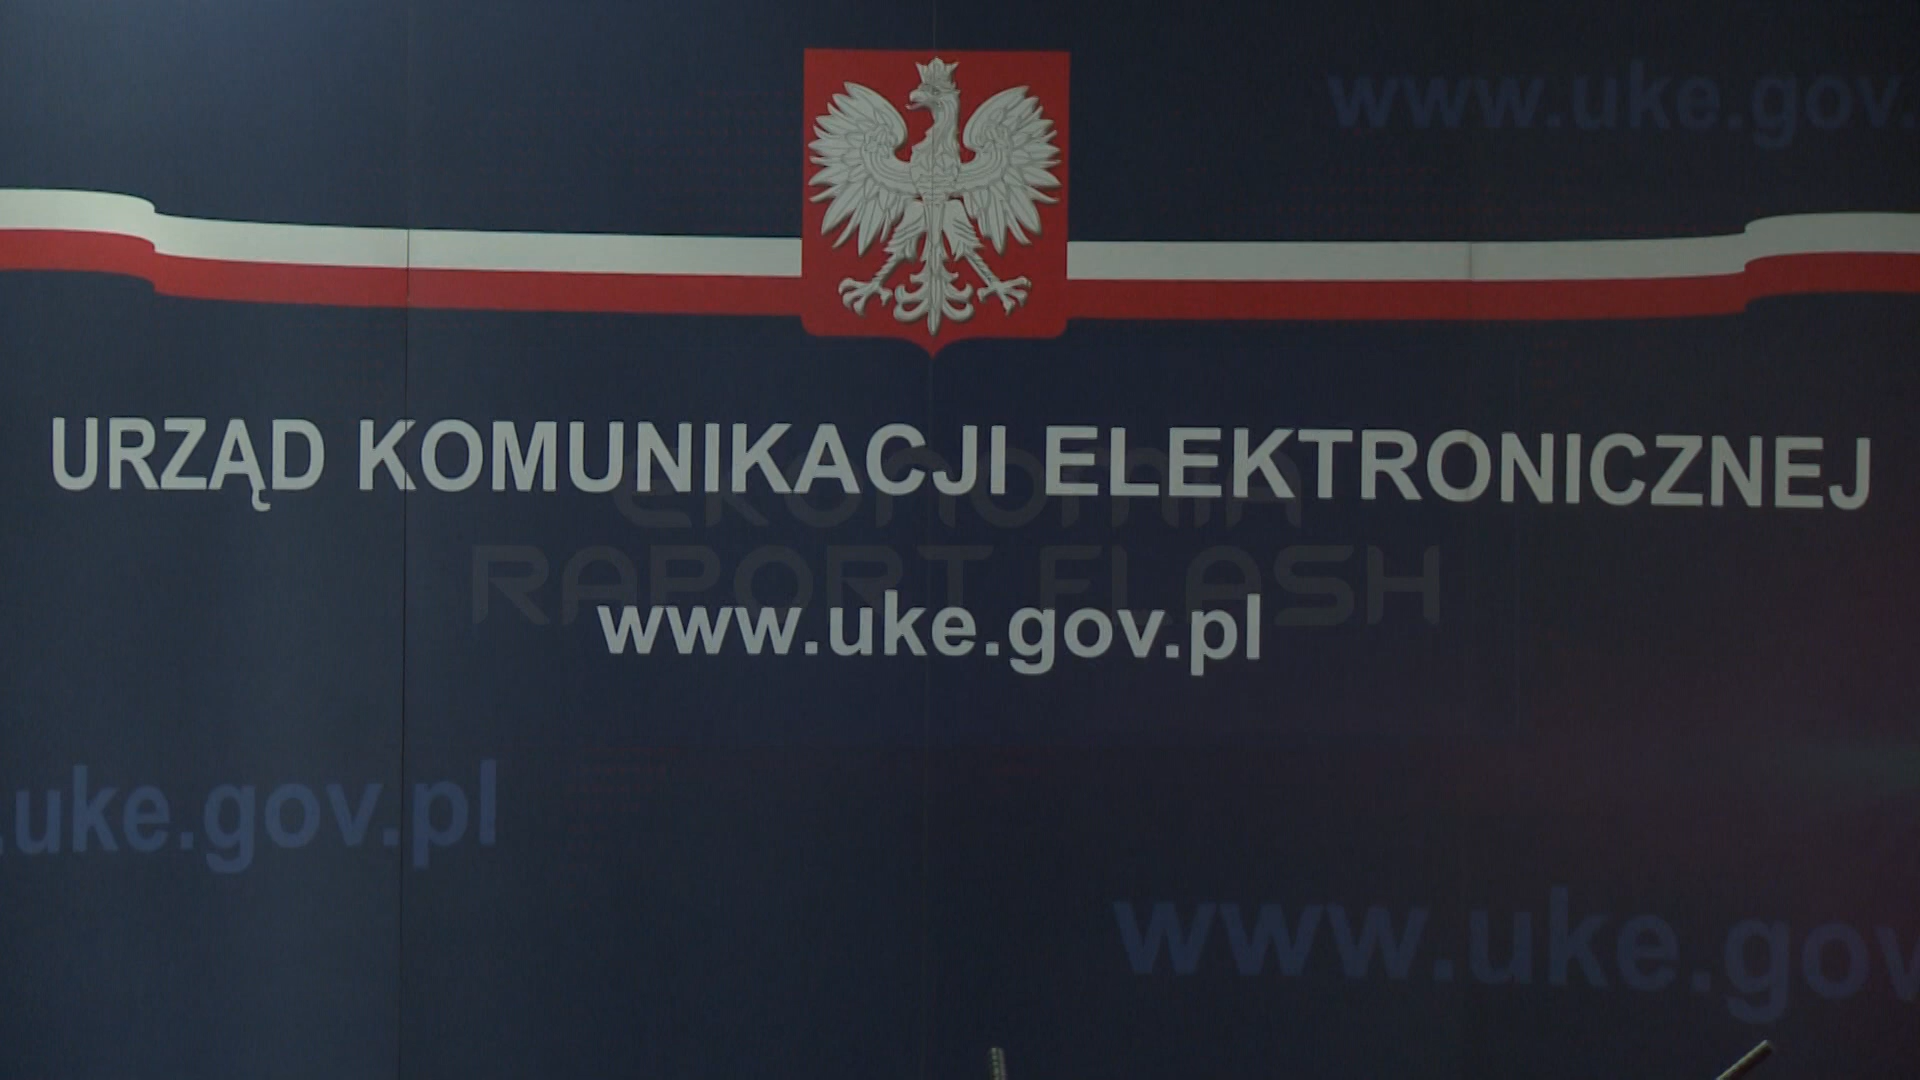 www.uke.gov.
URZĄD KOMUNIKACJI ELEKTRONICZNEJ
EKONOMIA
RAPORT FLASH
www.uke.gov.pl
.uke.gov.pl
www.uke.gov